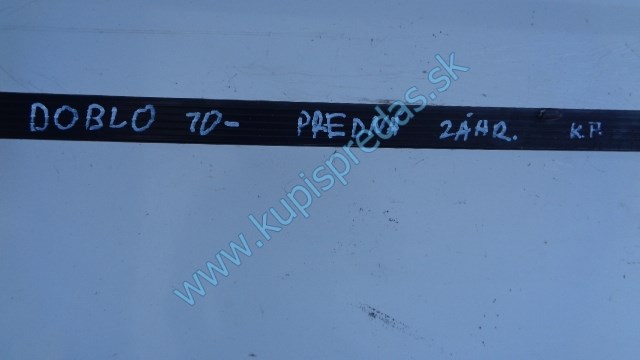 DOBLO 10- PREDNÁ ZÁHR. K.P.
www.kupispredas.sk